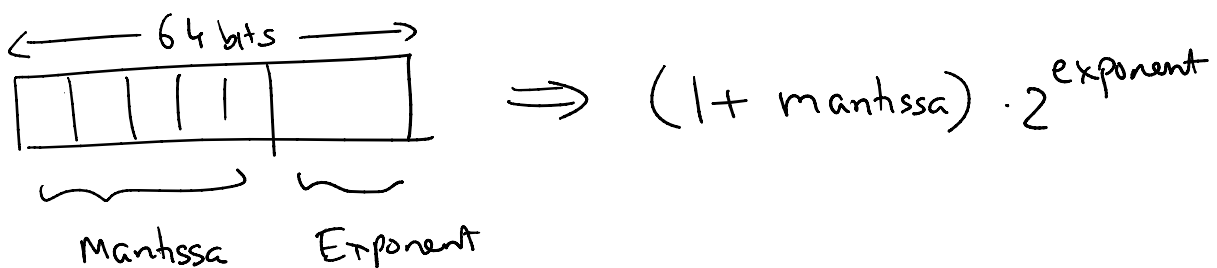 64 bits
⇒ (1 + mantissa) · 2^exponent
Mantissa Exponent